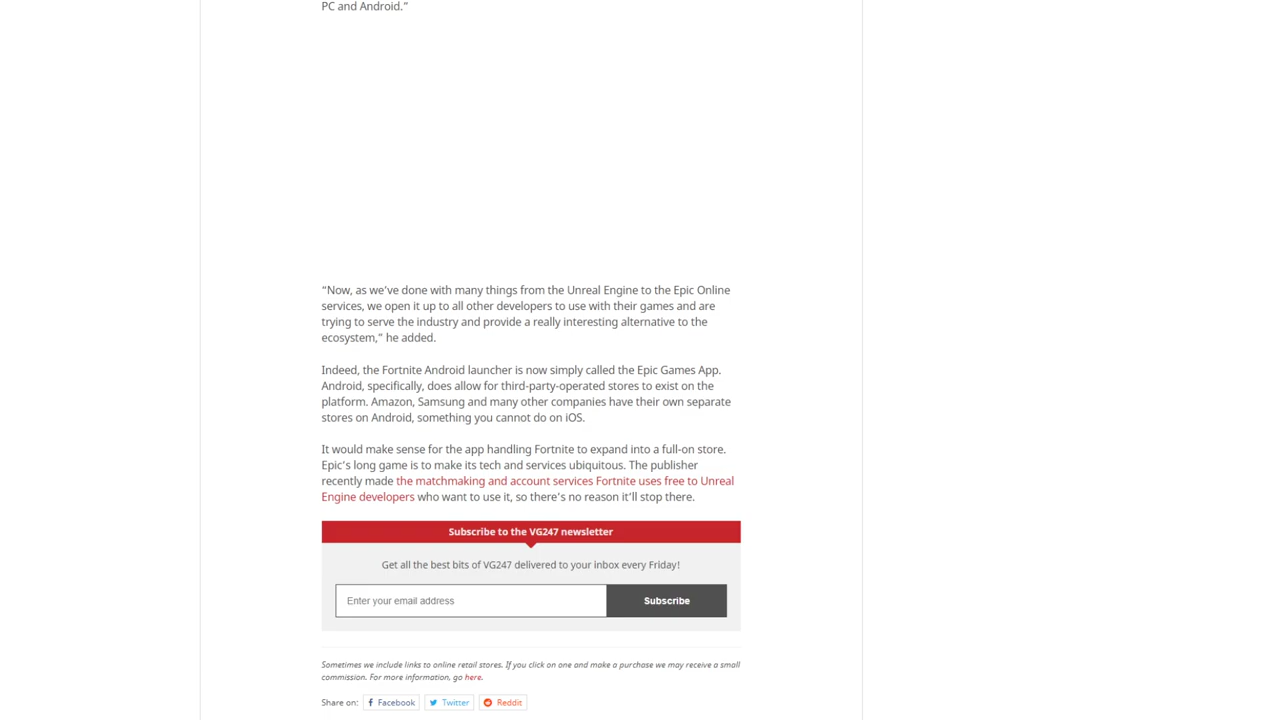 PC and Android.”
“Now, as we’ve done with many things from the Unreal Engine to the Epic Online
services, we open it up to all other developers to use with their games and are
trying to serve the industry and provide a really interesting alternative to the
ecosystem,” he added.
Indeed, the Fortnite Android launcher is now simply called the Epic Games App.
Android, specifically, does allow for third-party-operated stores to exist on the
platform. Amazon, Samsung and many other companies have their own separate
stores on Android, something you cannot do on iOS.
It would make sense for the app handling Fortnite to expand into a full-on store.
Epic’s long game is to make its tech and services ubiquitous. The publisher
recently made the matchmaking and account services Fortnite uses free to Unreal
Engine developers who want to use it, so there’s no reason it’ll stop there.
Subscribe to the VG247 newsletter
Get all the best bits of VG247 delivered to your inbox every Friday!
Enter your email address Subscribe
Sometimes we include links to online retail stores. If you click on one and make a purchase we may receive a small
commission. For more information, go here.
Share on: Facebook Twitter Reddit